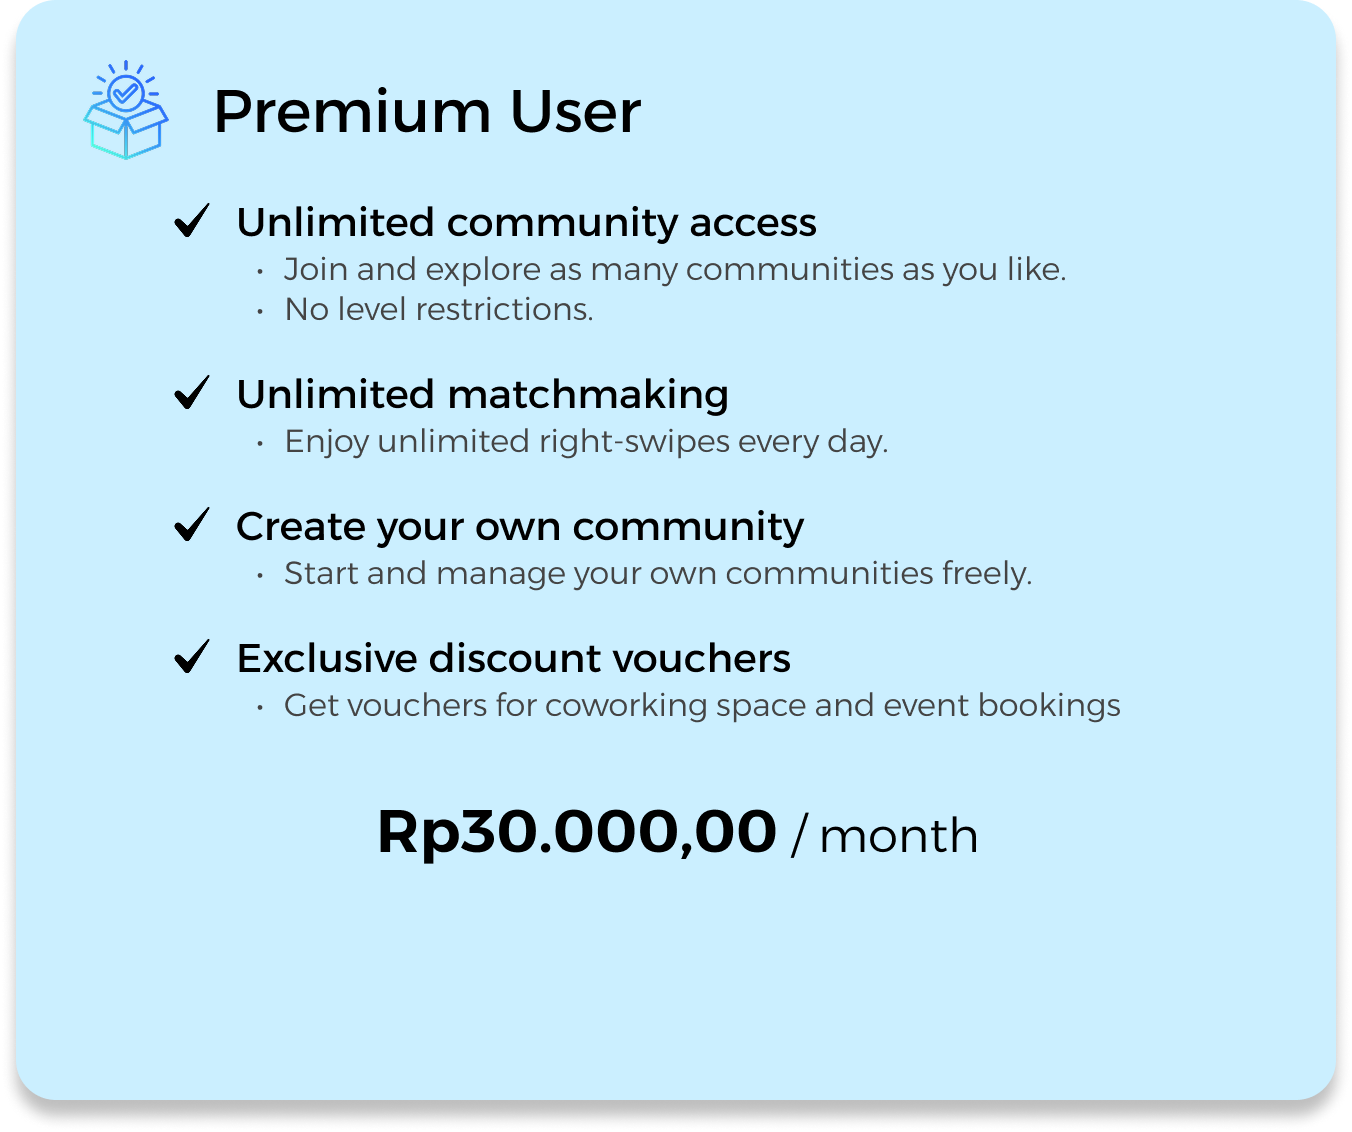 Premium User
Unlimited community access
• Join and explore as many communities as you like.
• No level restrictions.
Unlimited matchmaking
• Enjoy unlimited right-swipes every day.
Create your own community
• Start and manage your own communities freely.
Exclusive discount vouchers
• Get vouchers for coworking space and event bookings
Rp30.000,00 / month